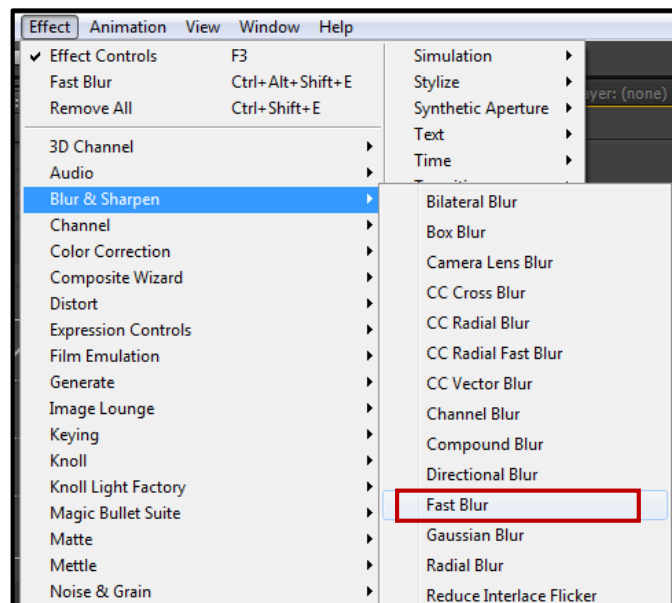 Effect Animation View Window Help
✓ Effect Controls F3
Fast Blur Ctrl+Alt+Shift+E
Remove All Ctrl+Shift+E
3D Channel
Audio
Blur & Sharpen
Channel
Color Correction
Composite Wizard
Distort
Expression Controls
Film Emulation
Generate
Image Lounge
Keying
Knoll
Knoll Light Factory
Magic Bullet Suite
Matte
Mettle
Noise & Grain
Simulation
Stylize
Synthetic Aperture
Text
Time
Bilateral Blur
Box Blur
Camera Lens Blur
CC Cross Blur
CC Radial Blur
CC Radial Fast Blur
CC Vector Blur
Channel Blur
Compound Blur
Directional Blur
Fast Blur
Gaussian Blur
Radial Blur
Reduce Interlace Flicker
(none)